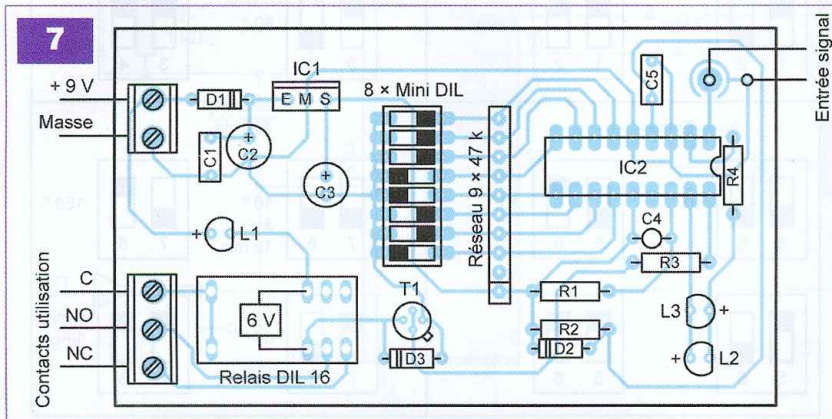 7
+ 9 V
Masse
D1
IC1
E M S
8 × Mini DIL
C5
Entrée signal
C1
+
C2
+
C3
Réseau 9 × 47 k
IC2
R4
+
L1
C4
R3
Contacts utilisation
C
NO
NC
6 V
Relais DIL 16
T1
D3
R1
R2
D2
L3
+
+
L2